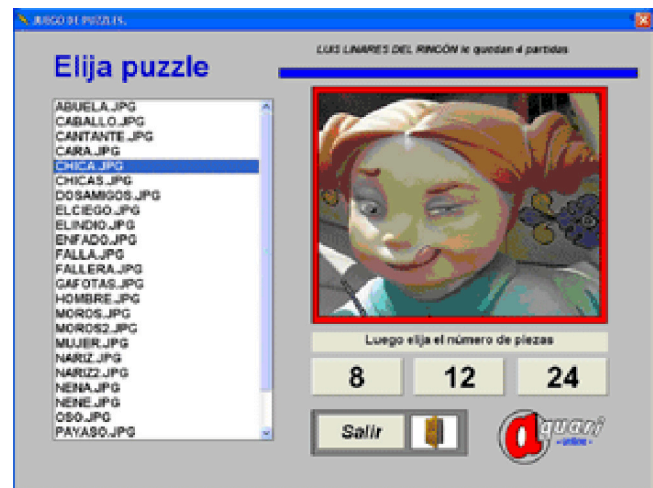 JUEGO DE PUZZLES.
LUIS LINARES DEL RINCÓN le quedan 4 partidas
Elija puzzle
ABUELA.JPG
CABALLO.JPG
CANTANTE.JPG
CARA.JPG
CHICA.JPG
CHICAS.JPG
DOSAMIGOS.JPG
ELCIEGO.JPG
ELINDIO.JPG
ENFADO.JPG
FALLA.JPG
FALLERA.JPG
GAFOTAS.JPG
HOMBRE.JPG
MOROS.JPG
MOROS2.JPG
MUJER.JPG
NARIZ.JPG
NARIZ2.JPG
NENA.JPG
NENE.JPG
OSO.JPG
PAYASO.JPG
Luego elija el número de piezas
8 12 24
Salir
aquari
- online -